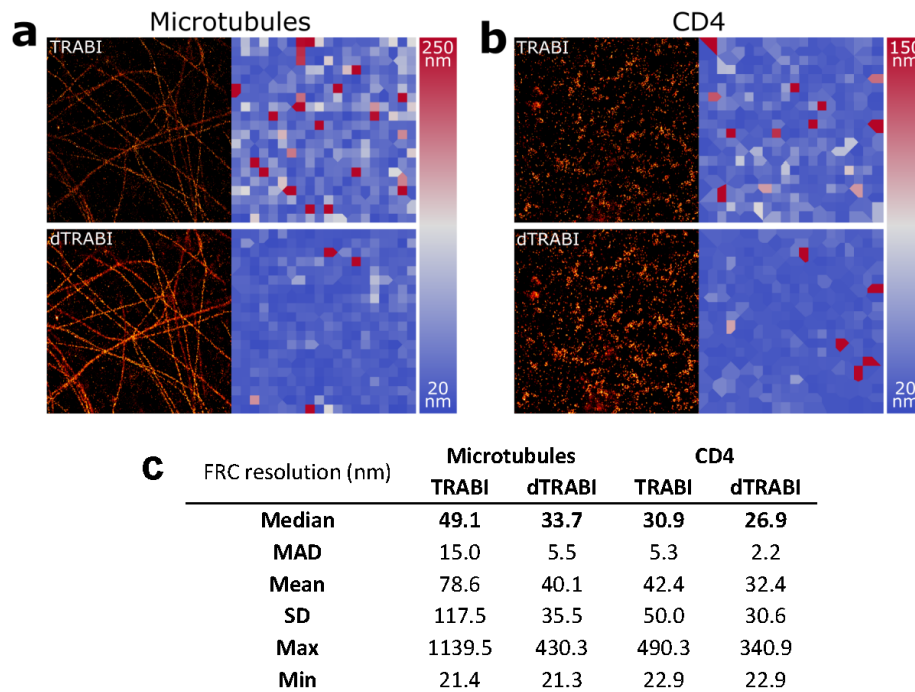 Microtubules
CD4
a
TRABI
250
nm
b
TRABI
150
nm
dTRABI
20
nm
dTRABI
20
nm
c
FRC resolution (nm) Microtubules CD4
TRABI dTRABI TRABI dTRABI
Median 49.1 33.7 30.9 26.9
MAD 15.0 5.5 5.3 2.2
Mean 78.6 40.1 42.4 32.4
SD 117.5 35.5 50.0 30.6
Max 1139.5 430.3 490.3 340.9
Min 21.4 21.3 22.9 22.9